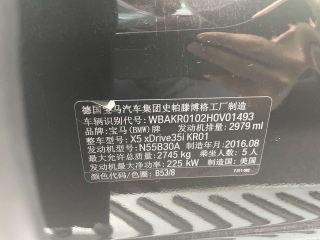 德国宝马汽车集团史帕滕博格工厂制造
车辆识别代号: WBAKR0102H0V01493
品牌: 宝马(BMW)牌 发动机排量: 2979 ml
整车型号: X5 xDrive35i KR01
发动机型号: N55B30A 制造年月: 2016.08
最大允许总质量: 2745 kg 乘坐人数: 5 人
发动机最大净功率: 225 kW 制造国: 美国
颜色代码/色圈: B53/8